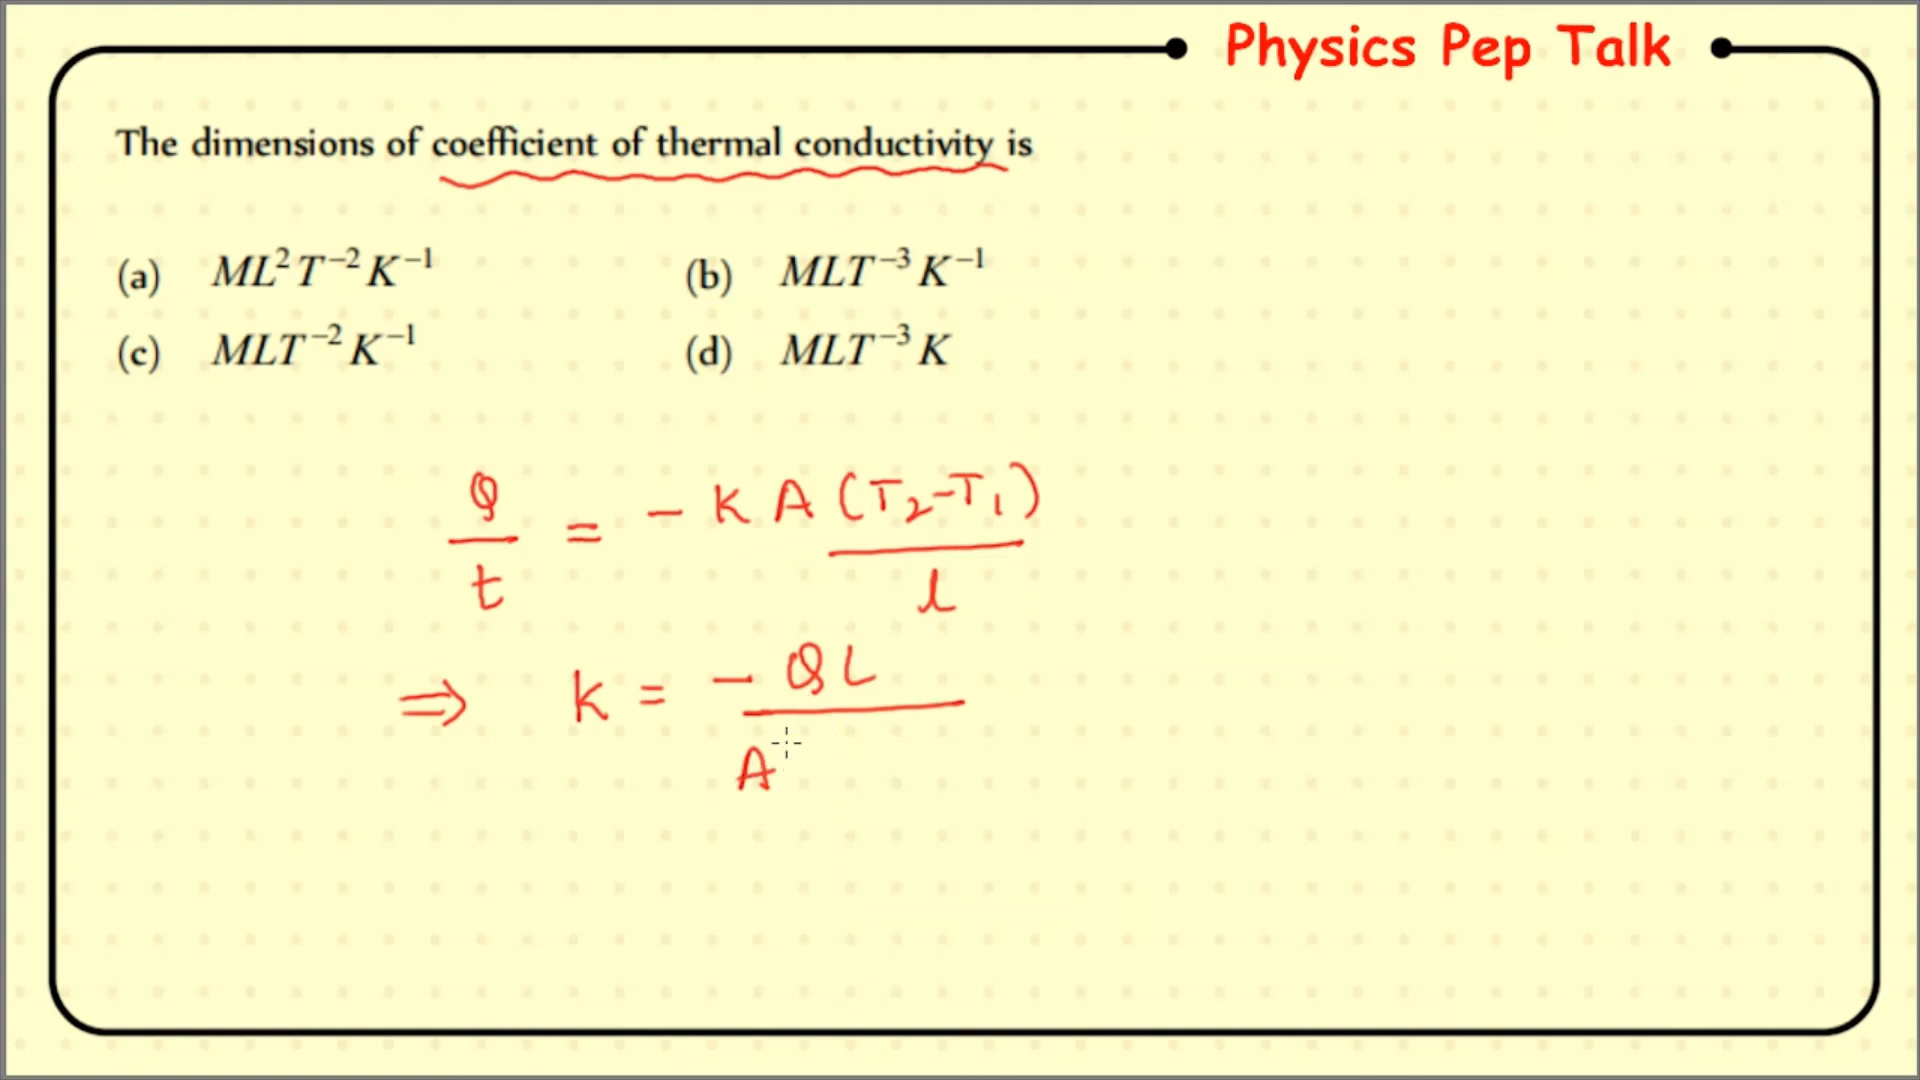 Physics Pep Talk
The dimensions of coefficient of thermal conductivity is
(a) ML²T⁻²K⁻¹ (b) MLT⁻³K⁻¹
(c) MLT⁻²K⁻¹ (d) MLT⁻³K
Q/t = - K A (T₂-T₁)/l
⇒ K = - QL/A